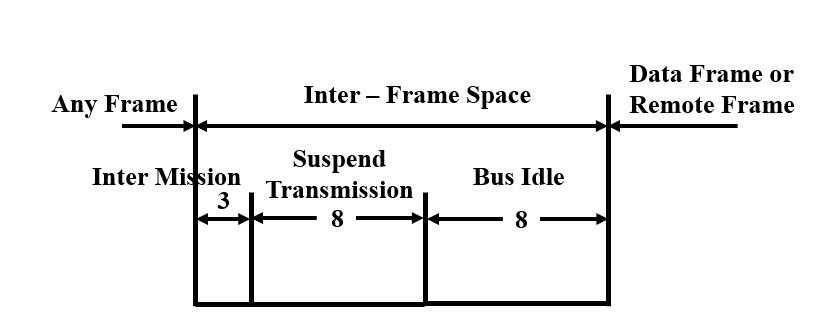 Any Frame
Inter – Frame Space
Data Frame or
Remote Frame
Inter Mission
3
Suspend
Transmission
8
Bus Idle
8